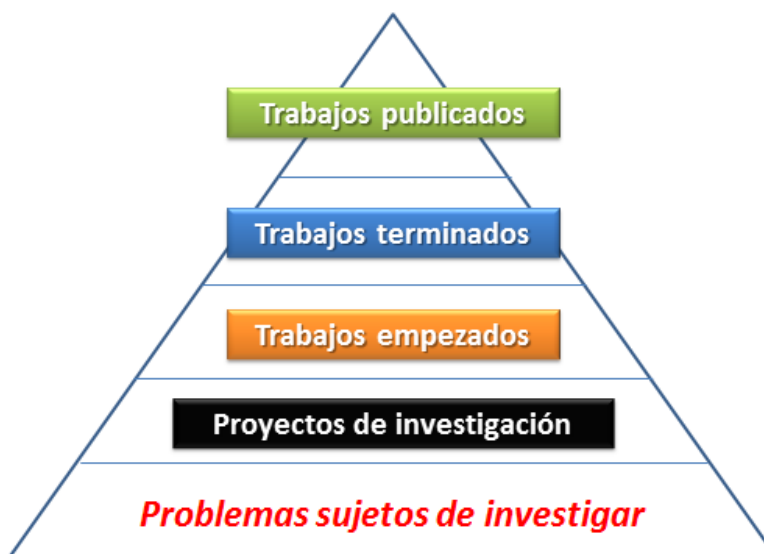 Trabajos publicados
Trabajos terminados
Trabajos empezados
Proyectos de investigación
Problemas sujetos de investigar